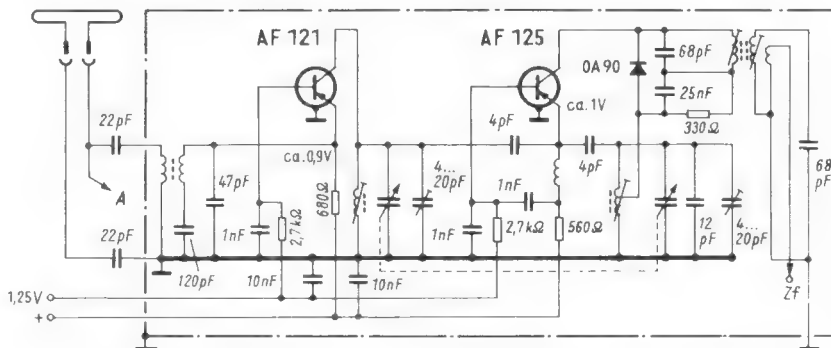 AF 121
AF 125
0A90
68pF
25nF
330Ω
ca. 1V
22pF
4pF
4pF
68
pF
ca.0,9V
47pF
680Ω
4...
20pF
1nF
A
1nF
2,7kΩ
1nF
2,7kΩ
560Ω
12
pF
4...
20pF
22pF
120pF
10nF
10nF
Zf
1,25V
+